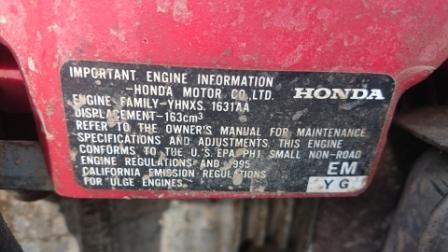 IMPORTANT ENGINE INFORMATION
-HONDA MOTOR CO.,LTD.
HONDA
ENGINE FAMILY-YHNXS. 1631AA
DISPLACEMENT-163cm³
REFER TO THE OWNER'S MANUAL FOR MAINTENANCE
SPECIFICATIONS AND ADJUSTMENTS. THIS ENGINE
CONFORMS TO THE U.S. EPA PH1 SMALL NON-ROAD
ENGINE REGULATIONS AND 1995
CALIFORNIA EMISSION REGULATIONS
FOR ULGE ENGINES.
EM
YG